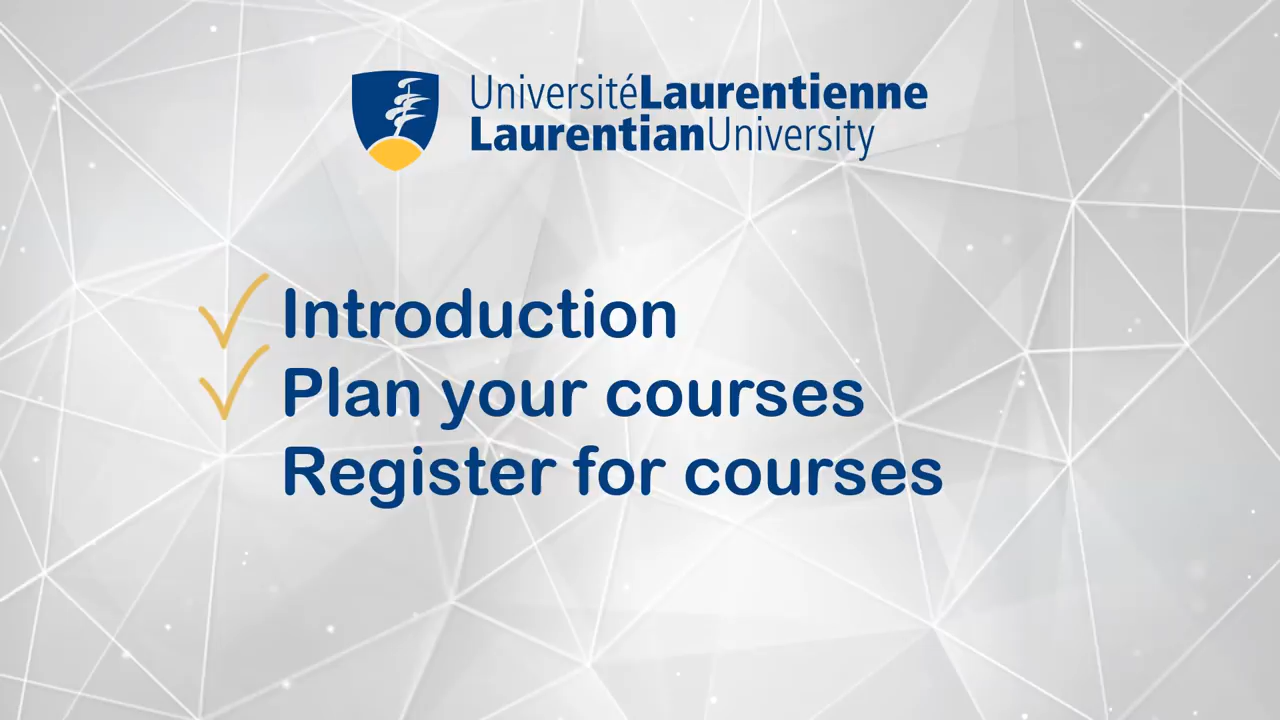 UniversitéLaurentienne
LaurentianUniversity
Introduction
Plan your courses
Register for courses